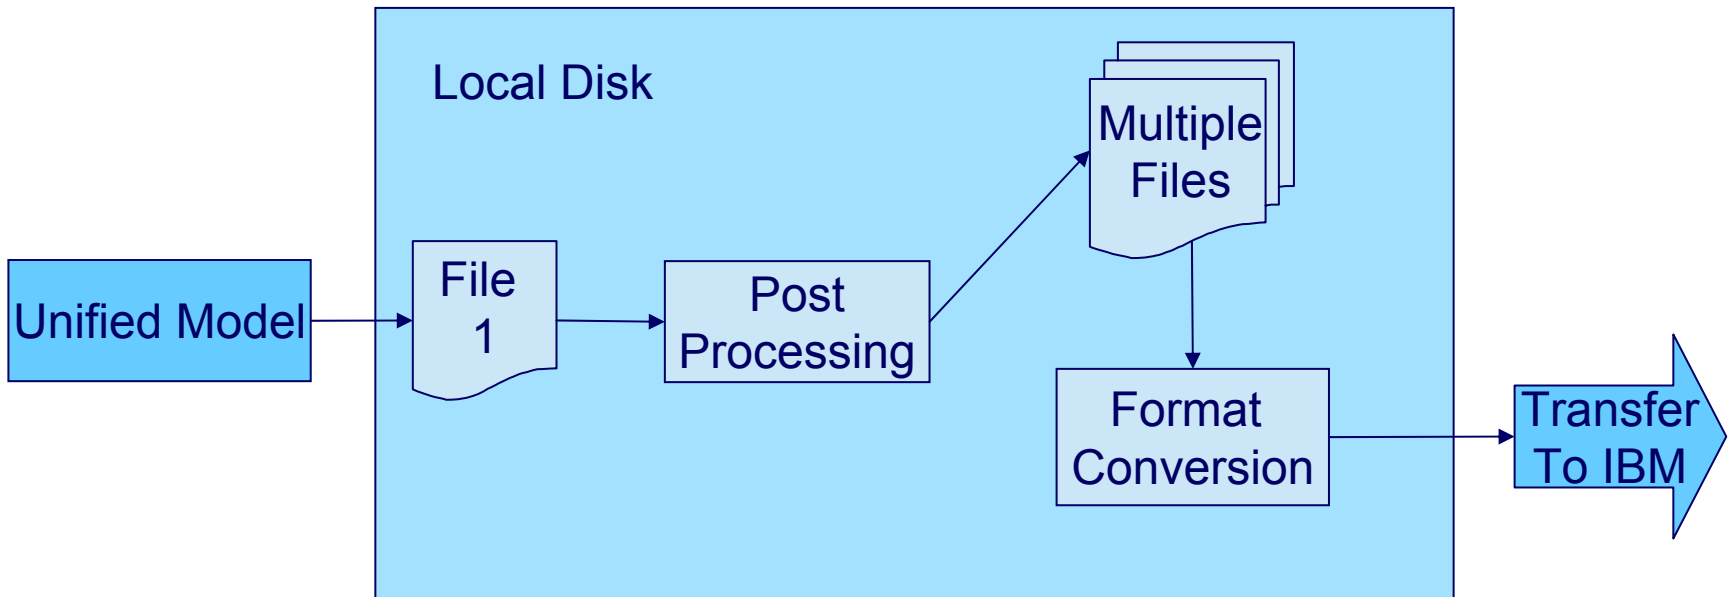 Local Disk
Multiple
Files
Unified Model
File
1
Post
Processing
Format
Conversion
Transfer
To IBM